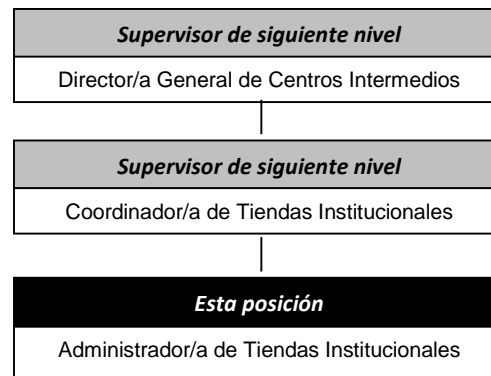 Supervisor de siguiente nivel
Director/a General de Centros Intermedios
Supervisor de siguiente nivel
Coordinador/a de Tiendas Institucionales
Esta posición
Administrador/a de Tiendas Institucionales